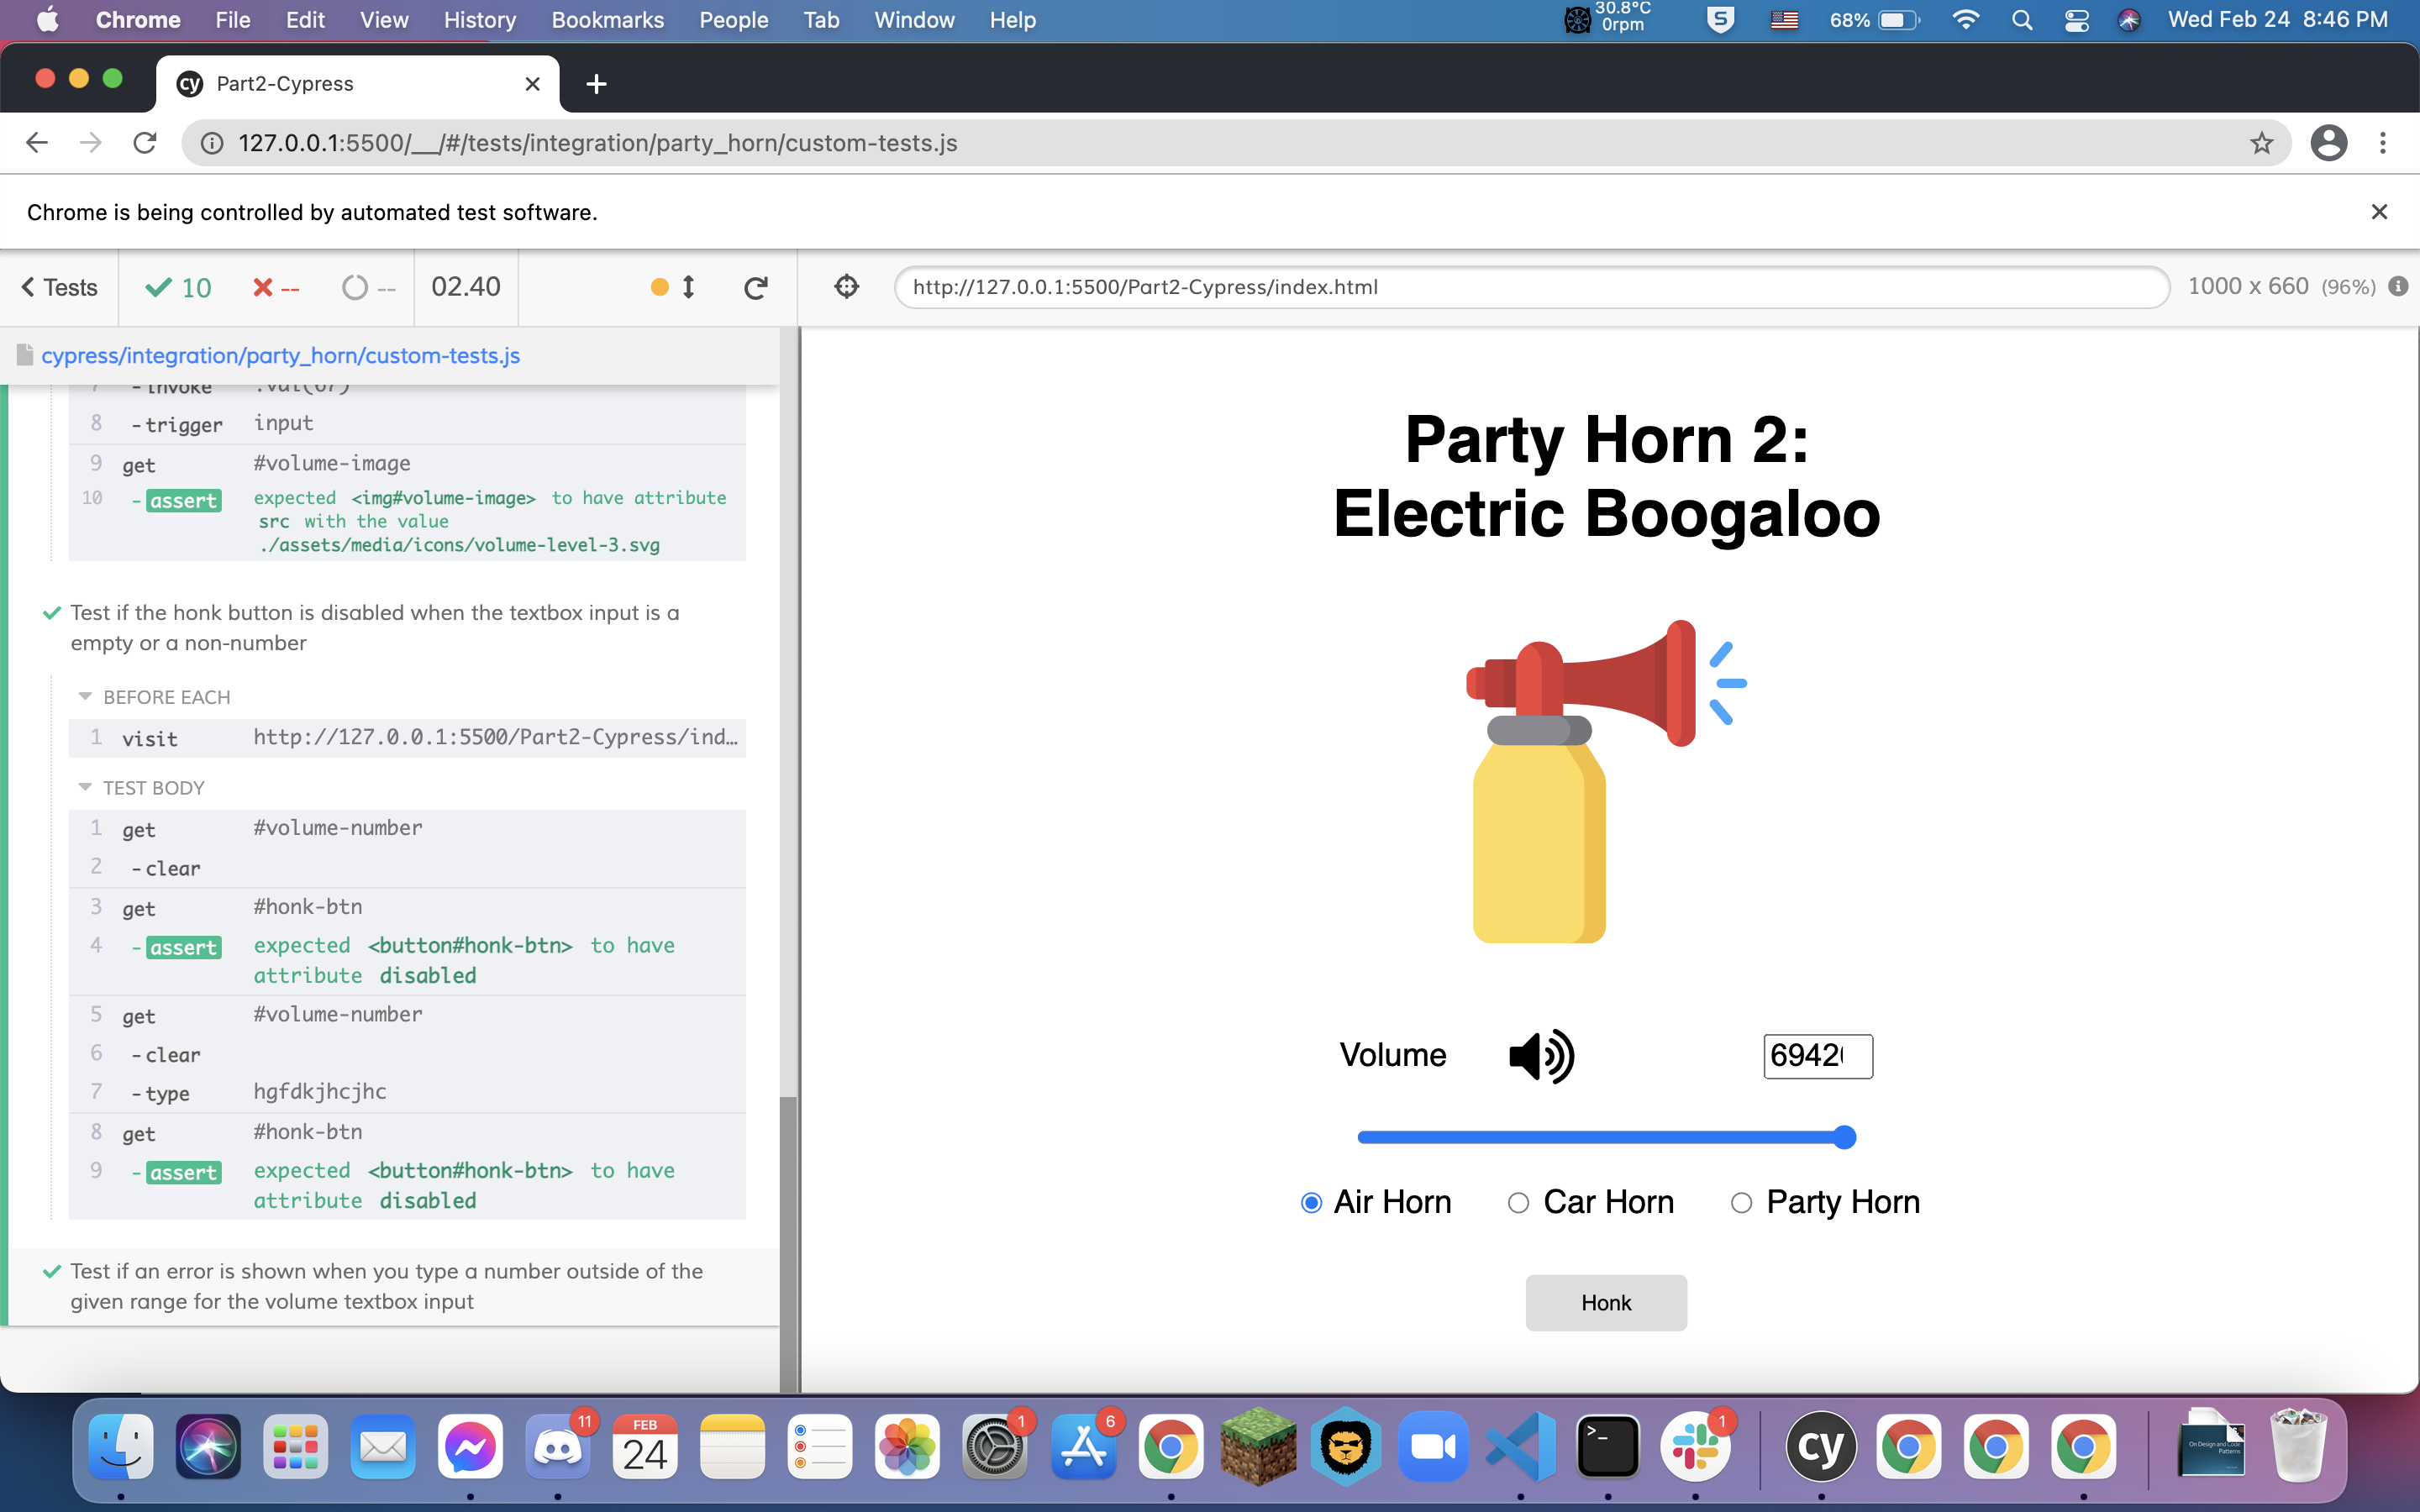 Chrome File Edit View History Bookmarks People Tab Window Help 30.8°C 0rpm S 68% Wed Feb 24 8:46 PM
cy Part2-Cypress
127.0.0.1:5500/__/#/tests/integration/party_horn/custom-tests.js
Chrome is being controlled by automated test software.
Tests 10 -- -- 02.40 http://127.0.0.1:5500/Part2-Cypress/index.html 1000 x 660 (96%)
cypress/integration/party_horn/custom-tests.js
7 - invoke .val(67)
8 - trigger input
9 get #volume-image
10 - assert expected <img#volume-image> to have attribute
src with the value
./assets/media/icons/volume-level-3.svg
Test if the honk button is disabled when the textbox input is a
empty or a non-number
BEFORE EACH
1 visit http://127.0.0.1:5500/Part2-Cypress/ind...
TEST BODY
1 get #volume-number
2 - clear
3 get #honk-btn
4 - assert expected <button#honk-btn> to have
attribute disabled
5 get #volume-number
6 - clear
7 - type hgfdkjhcjhc
8 get #honk-btn
9 - assert expected <button#honk-btn> to have
attribute disabled
Test if an error is shown when you type a number outside of the
given range for the volume textbox input
Party Horn 2:
Electric Boogaloo
Volume 6942
Air Horn Car Horn Party Horn
Honk
11 FEB 24 1 6 >_ 1 cy On Design and Code Patterns